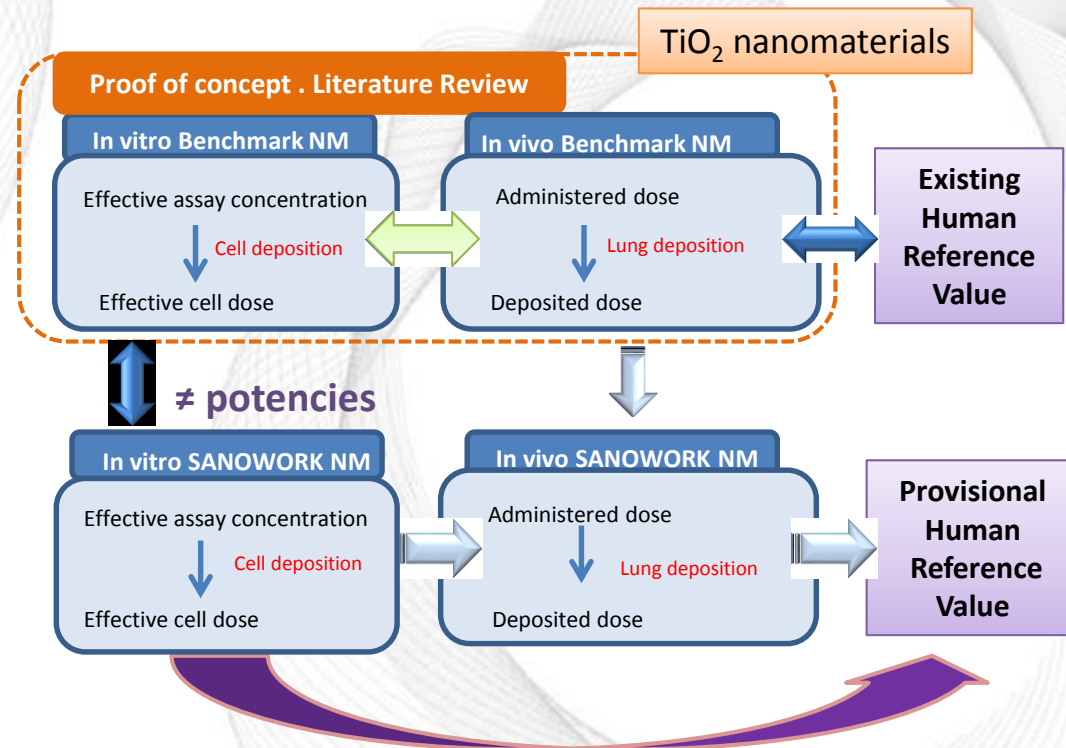 TiO₂ nanomaterials
Proof of concept . Literature Review
In vitro Benchmark NM
Effective assay concentration
Cell deposition
Effective cell dose
In vivo Benchmark NM
Administered dose
Lung deposition
Deposited dose
Existing
Human
Reference
Value
≠ potencies
In vitro SANOWORK NM
Effective assay concentration
Cell deposition
Effective cell dose
In vivo SANOWORK NM
Administered dose
Lung deposition
Deposited dose
Provisional
Human
Reference
Value